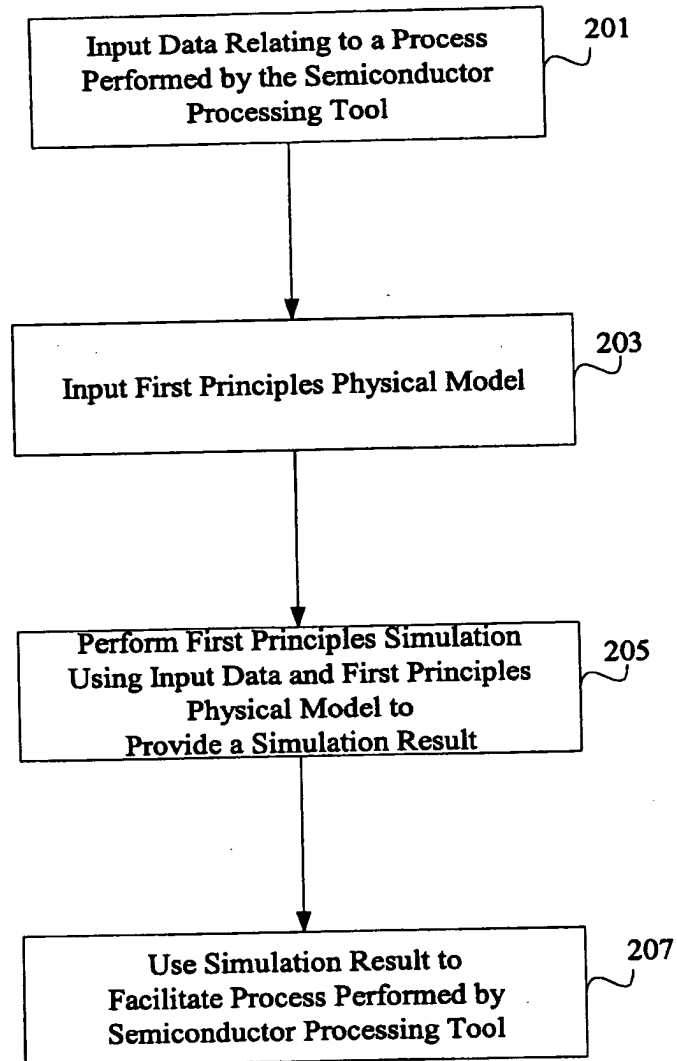 Input Data Relating to a Process
Performed by the Semiconductor
Processing Tool
201
Input First Principles Physical Model
203
Perform First Principles Simulation
Using Input Data and First Principles
Physical Model to
Provide a Simulation Result
205
Use Simulation Result to
Facilitate Process Performed by
Semiconductor Processing Tool
207